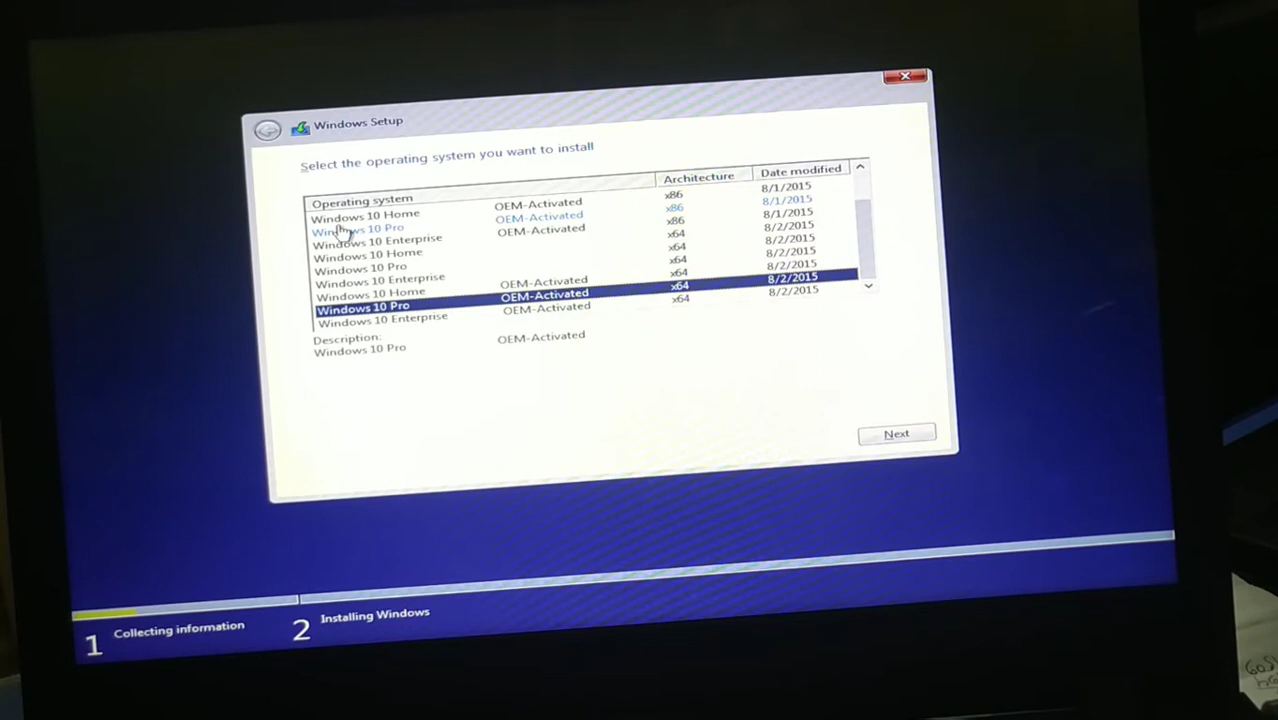 Windows Setup
Select the operating system you want to install
Operating system Architecture Date modified
Windows 10 Home OEM-Activated x86 8/1/2015
Windows 10 Pro OEM-Activated x86 8/1/2015
Windows 10 Enterprise OEM-Activated x86 8/1/2015
Windows 10 Home x64 8/2/2015
Windows 10 Pro x64 8/2/2015
Windows 10 Enterprise x64 8/2/2015
Windows 10 Home OEM-Activated x64 8/2/2015
Windows 10 Pro OEM-Activated x64 8/2/2015
Windows 10 Enterprise OEM-Activated x64 8/2/2015
Description:
Windows 10 Pro OEM-Activated
Next
1 Collecting information 2 Installing Windows